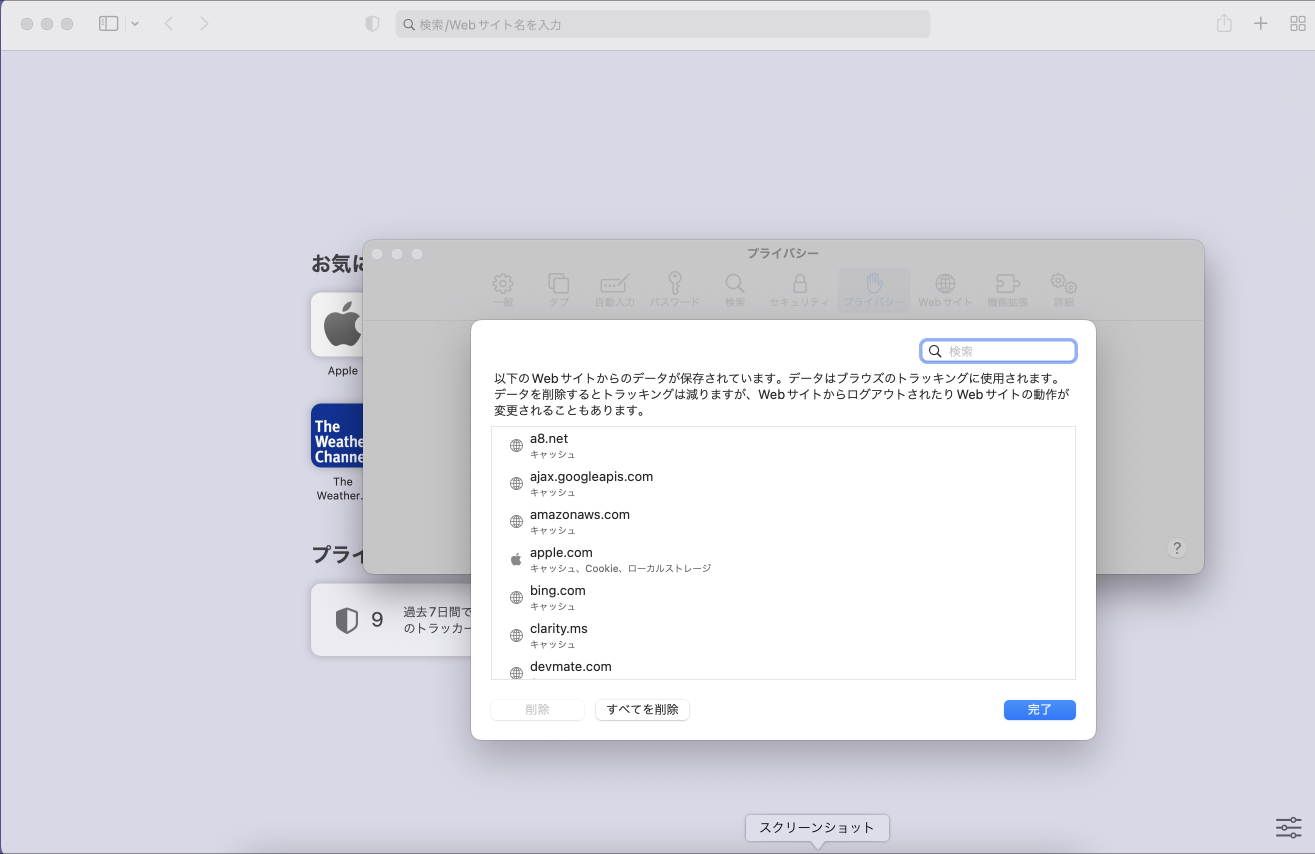 検索/Webサイト名を入力
お気に
Apple
The
Weathe
Channe
The
Weather.
プライ
9
過去7日間で
のトラッカー
プライバシー
一般
タブ
自動入力
パスワード
検索
セキュリティ
プライバシー
Webサイト
機能拡張
詳細
?
検索
以下のWebサイトからのデータが保存されています。データはブラウズのトラッキングに使用されます。
データを削除するとトラッキングは減りますが、WebサイトからログアウトされたりWebサイトの動作が
変更されることもあります。
a8.net
キャッシュ
ajax.googleapis.com
キャッシュ
amazonaws.com
キャッシュ
apple.com
キャッシュ、Cookie、ローカルストレージ
bing.com
キャッシュ
clarity.ms
キャッシュ
devmate.com
削除
すべてを削除
完了
スクリーンショット